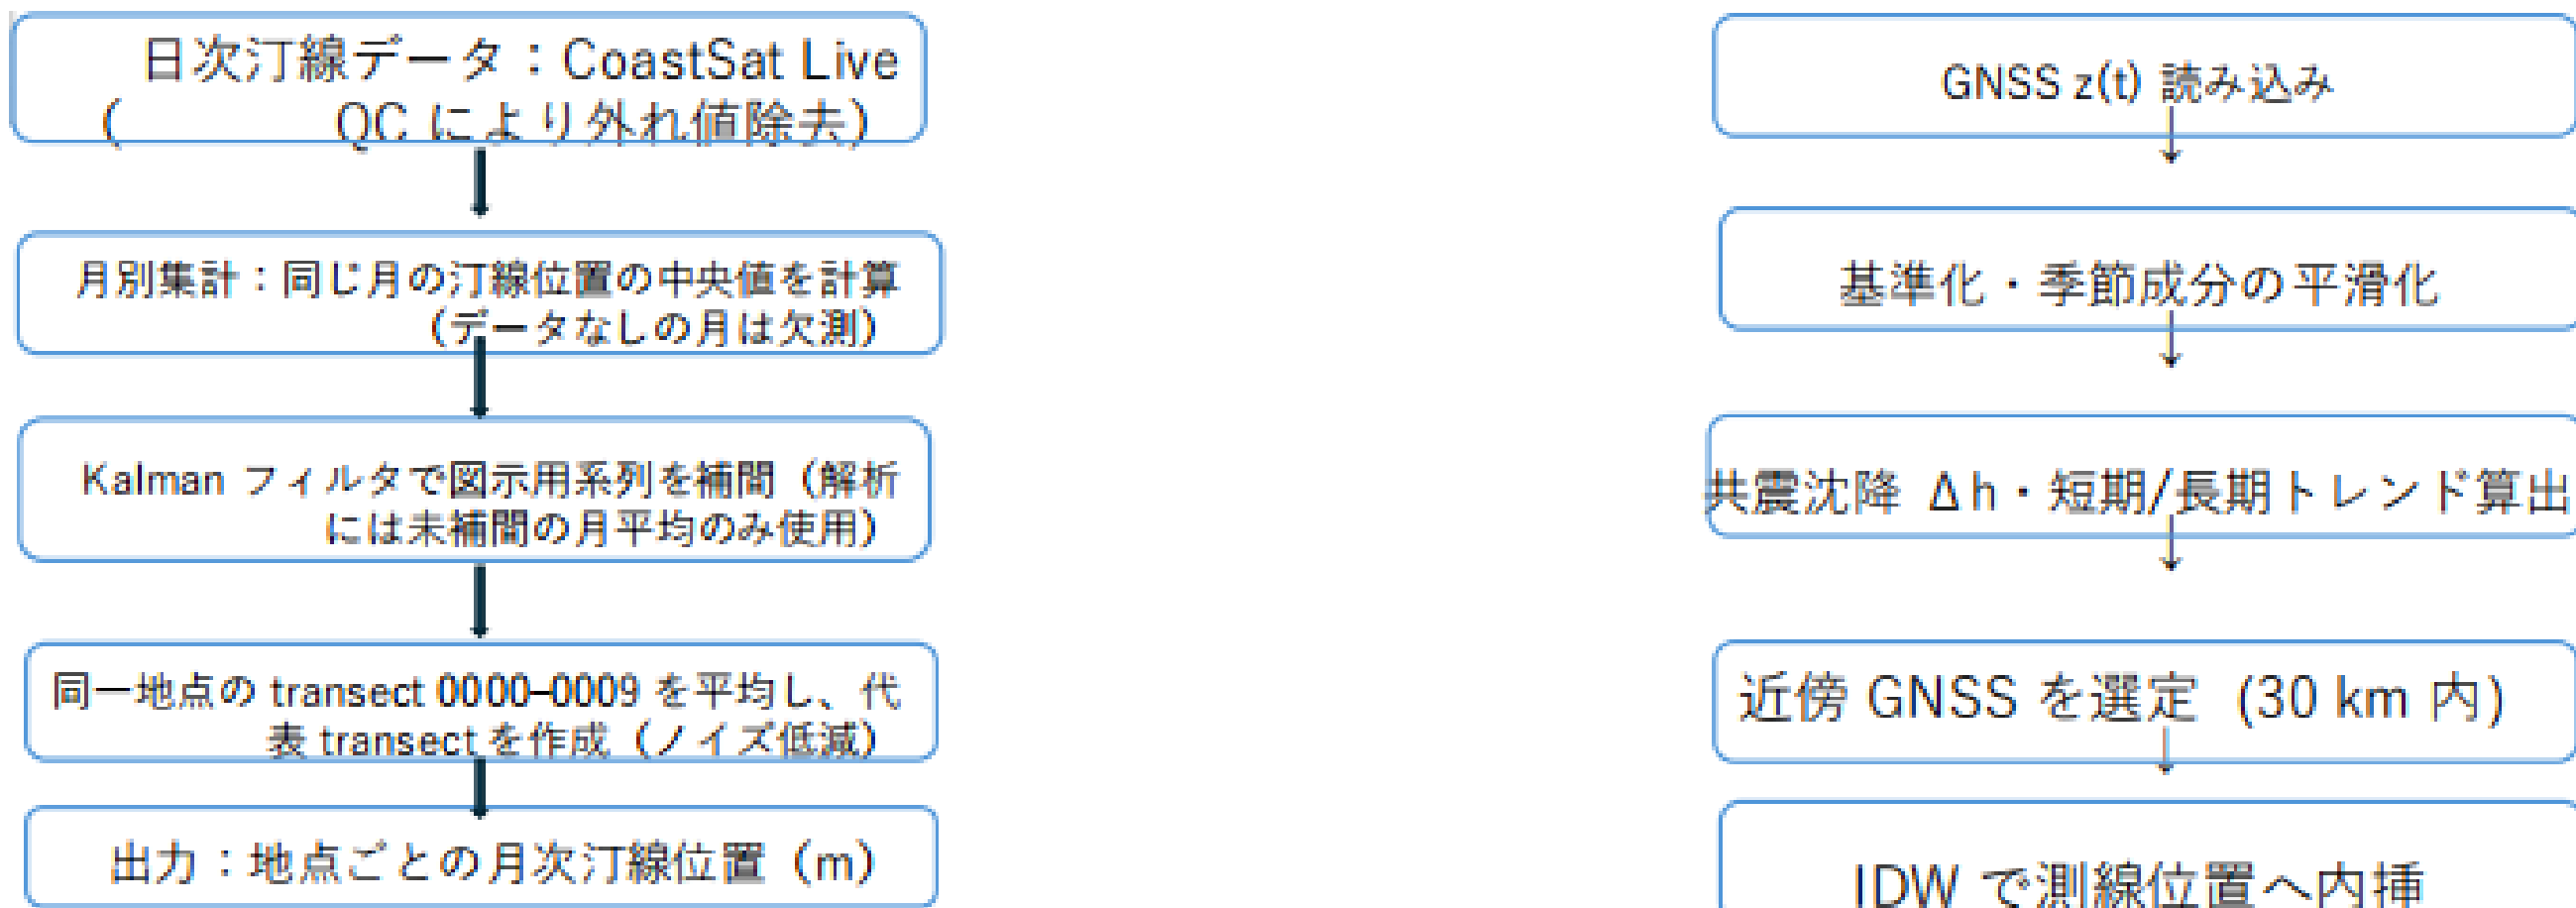 日次汀線データ：CoastSat Live
( QC により外れ値除去）
月別集計：同じ月の汀線位置の中央値を計算
（データなしの月は欠測）
Kalman フィルタで図示用系列を補間（解析
には未補間の月平均のみ使用）
同一地点の transect 0000–0009 を平均し、代
表 transect を作成（ノイズ低減）
出力：地点ごとの月次汀線位置（m）
GNSS z(t) 読み込み
基準化・季節成分の平滑化
共震沈降 Δh・短期/長期トレンド算出
近傍 GNSS を選定 (30 km 内)
IDW で測線位置へ内挿